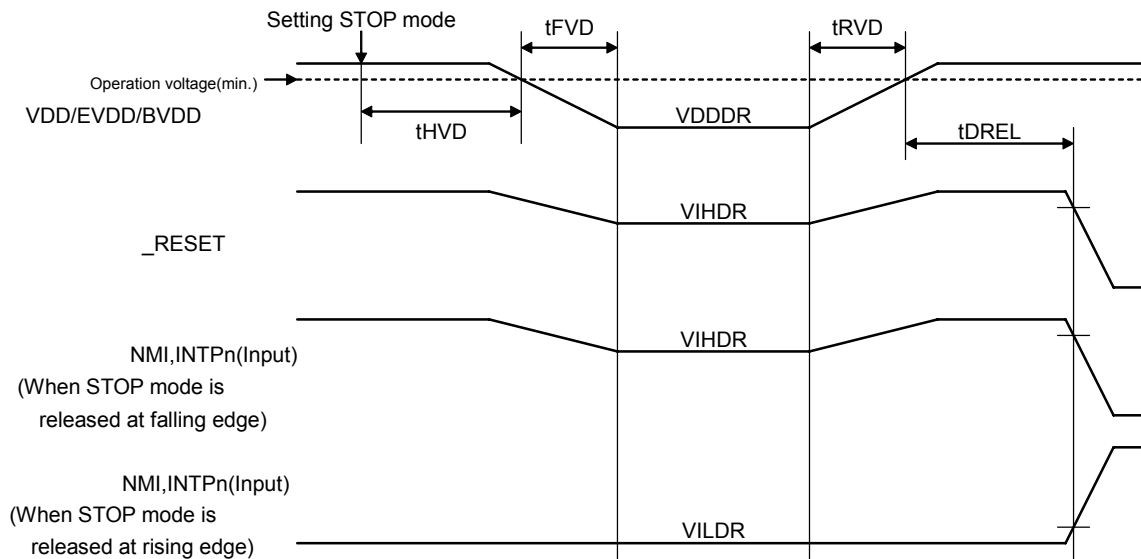 Setting STOP mode
tFVD
tRVD
Operation voltage(min.)
VDD/EVDD/BVDD
tHVD
VDDDR
tDREL
VIHDR
_RESET
VIHDR
NMI,INTPn(Input)
(When STOP mode is
released at falling edge)
NMI,INTPn(Input)
(When STOP mode is
released at rising edge)
VILDR